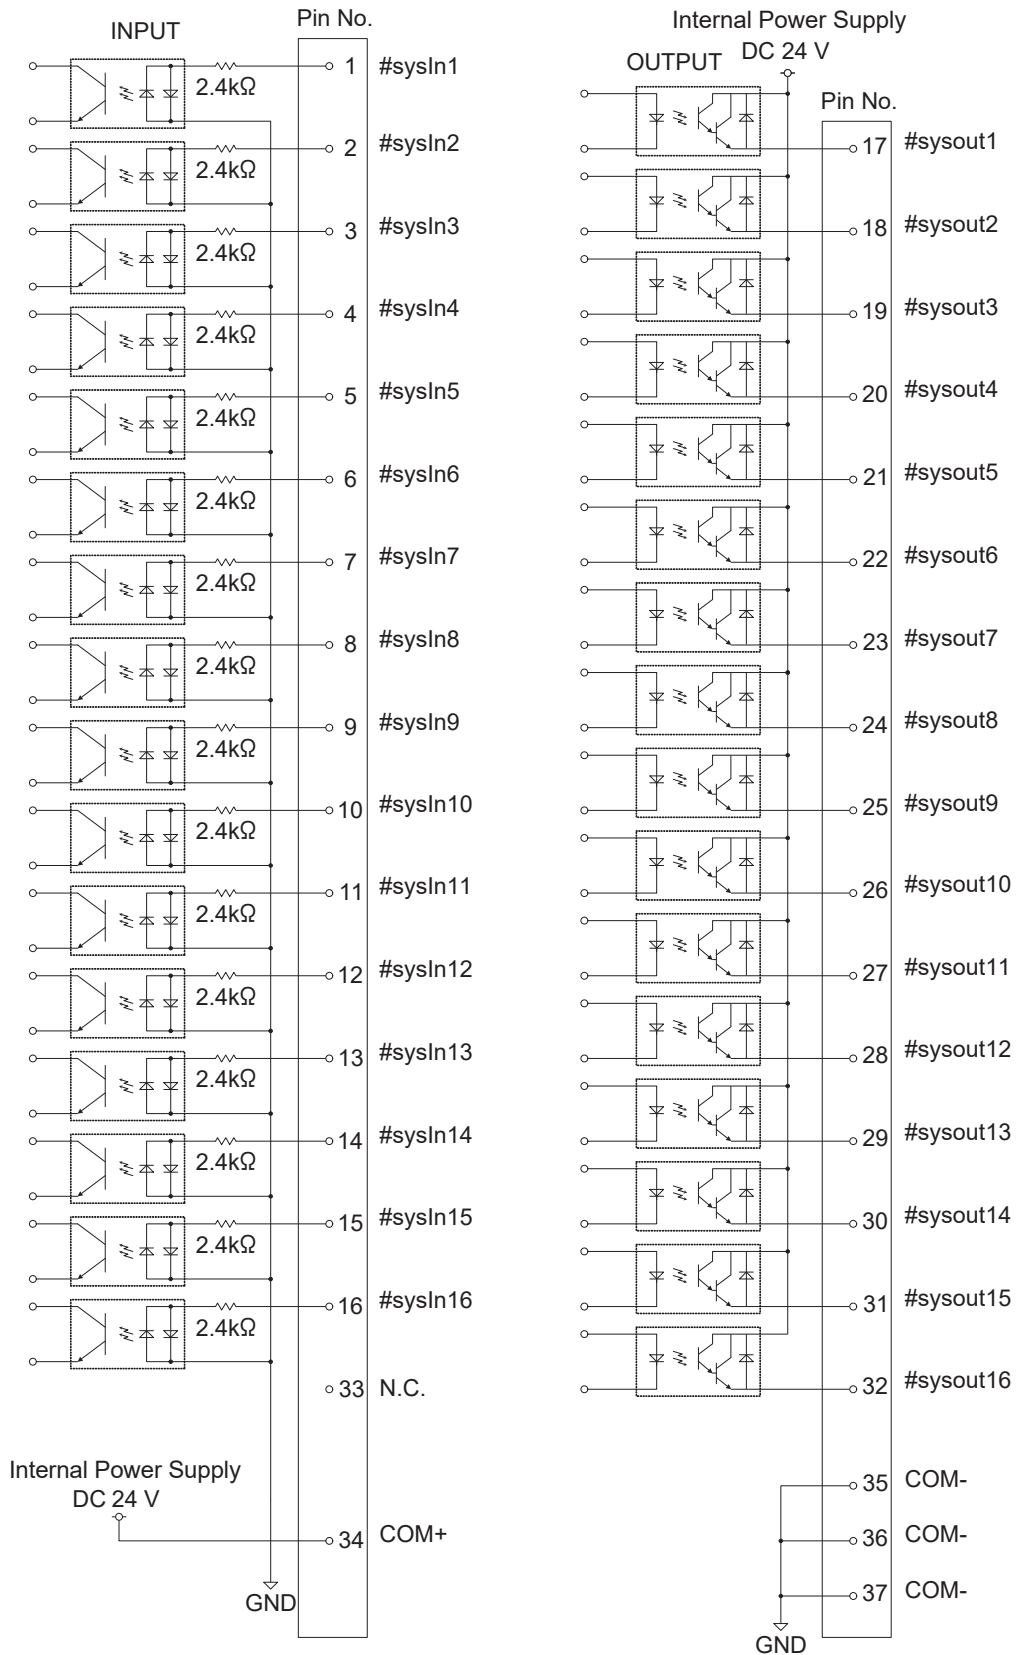 INPUT
Pin No.
1 #sysIn1
2.4kΩ
2 #sysIn2
2.4kΩ
3 #sysIn3
2.4kΩ
4 #sysIn4
2.4kΩ
5 #sysIn5
2.4kΩ
6 #sysIn6
2.4kΩ
7 #sysIn7
2.4kΩ
8 #sysIn8
2.4kΩ
9 #sysIn9
2.4kΩ
10 #sysIn10
2.4kΩ
11 #sysIn11
2.4kΩ
12 #sysIn12
2.4kΩ
13 #sysIn13
2.4kΩ
14 #sysIn14
2.4kΩ
15 #sysIn15
2.4kΩ
16 #sysIn16
2.4kΩ
33 N.C.
Internal Power Supply
DC 24 V
34 COM+
GND
Internal Power Supply
DC 24 V
OUTPUT
Pin No.
17 #sysout1
18 #sysout2
19 #sysout3
20 #sysout4
21 #sysout5
22 #sysout6
23 #sysout7
24 #sysout8
25 #sysout9
26 #sysout10
27 #sysout11
28 #sysout12
29 #sysout13
30 #sysout14
31 #sysout15
32 #sysout16
35 COM-
36 COM-
37 COM-
GND